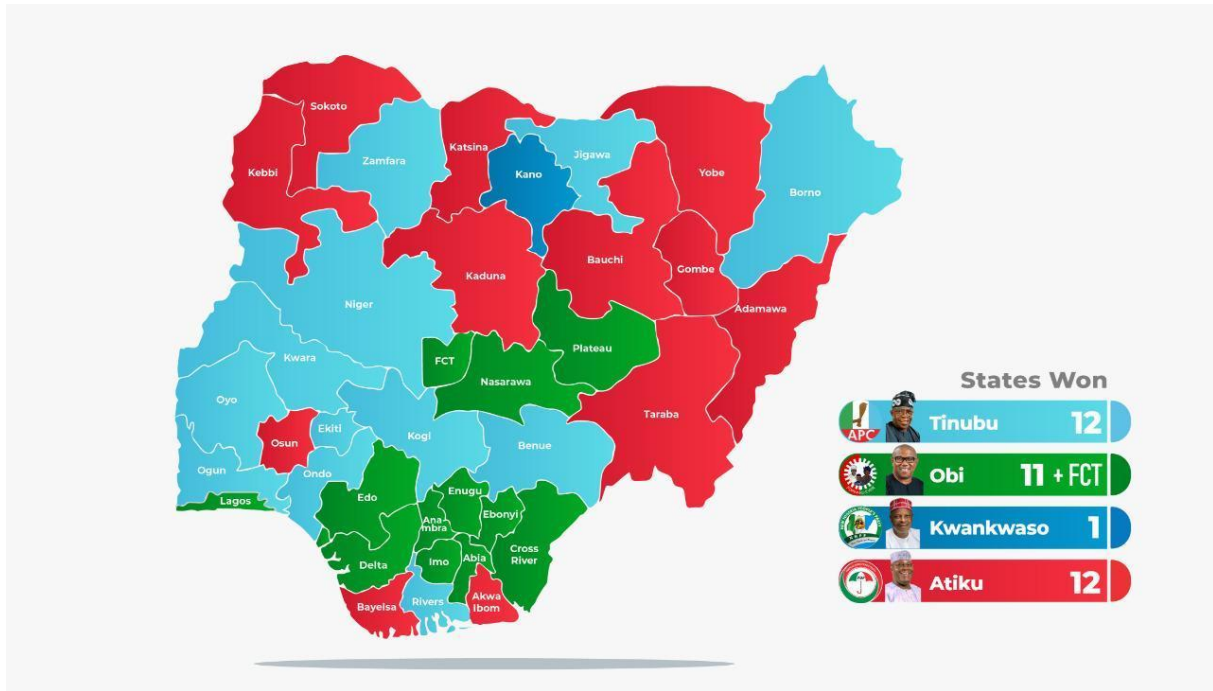 Sokoto
Katsina
Jigawa
Zamfara
Kebbi
Kano
Yobe
Borno
Bauchi
Gombe
Kaduna
Niger
Adamawa
Plateau
FCT
Kwara
Nasarawa
Oyo
Taraba
Ekiti
Kogi
Osun
Benue
Ogun
Ondo
Lagos
Edo
Enugu
Ebonyi
Ana-
mbra
Cross
River
Delta
Imo
Abia
Bayelsa
Rivers
Akwa
Ibom
States Won
APC Tinubu 12
Obi 11 + FCT
Kwankwaso 1
Atiku 12